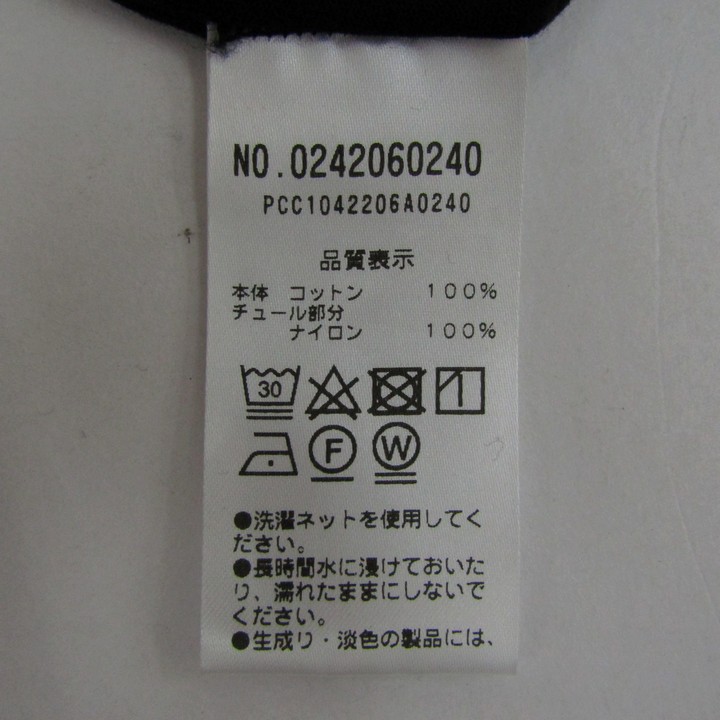 NO.0242060240
PCC1042206A0240
品質表示
本体 コットン 100%
チュール部分
ナイロン 100%
30
F W
●洗濯ネットを使用してく
ださい。
●長時間水に浸けておいた
り、濡れたままにしないで
ください。
●生成り・淡色の製品には、